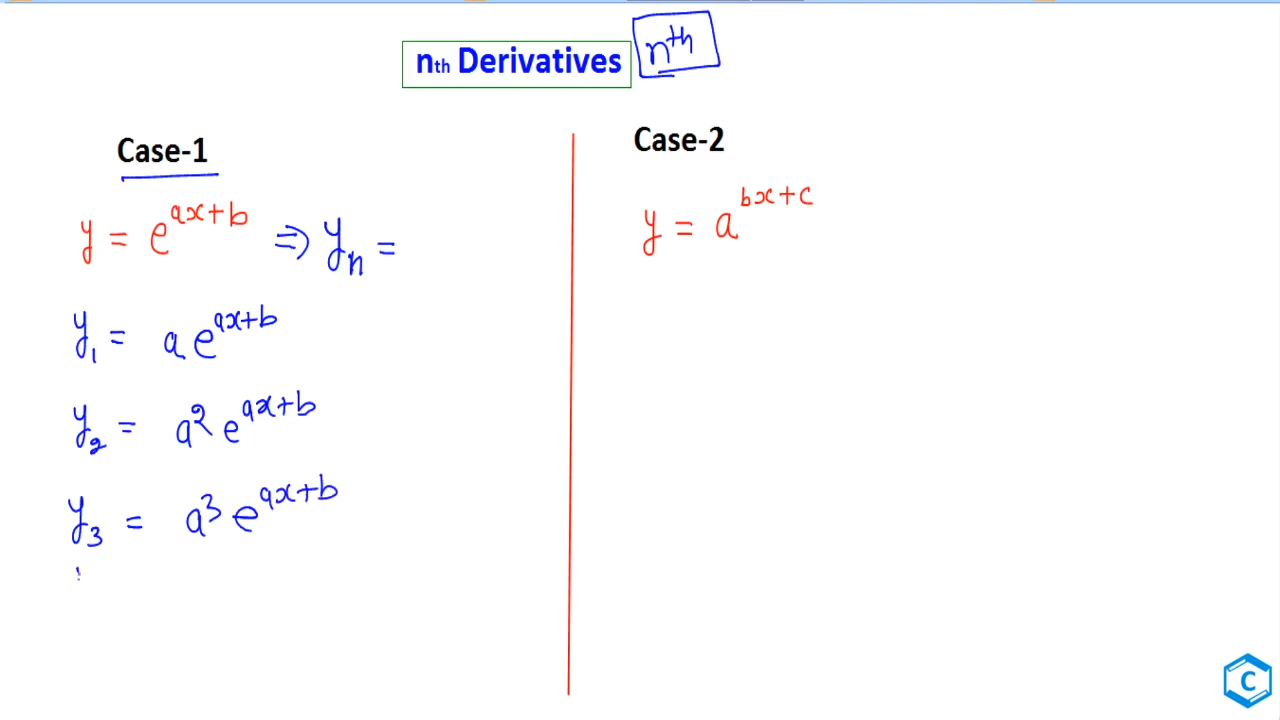 nth Derivatives nth
Case-1
y = e^{ax+b} ⇒ y_n =
y_1 = a e^{ax+b}
y_2 = a^2 e^{ax+b}
y_3 = a^3 e^{ax+b}
Case-2
y = a^{bx+c}
C